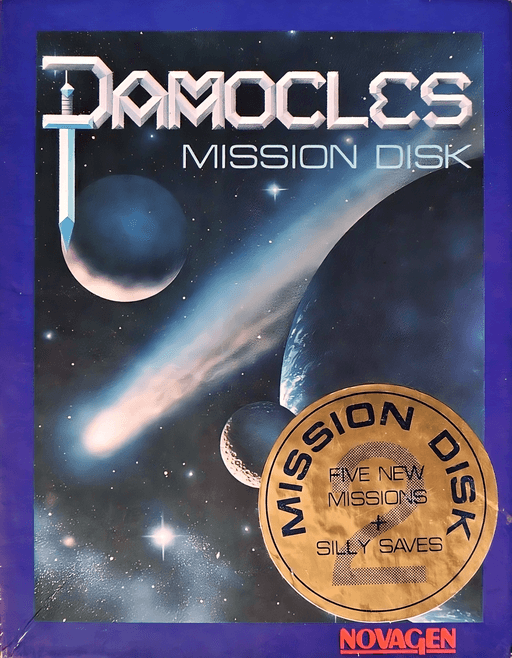 DAMOCLES
MISSION DISK
MISSION DISK
2
FIVE NEW
MISSIONS
+
SILLY SAVES
NOVAGEN